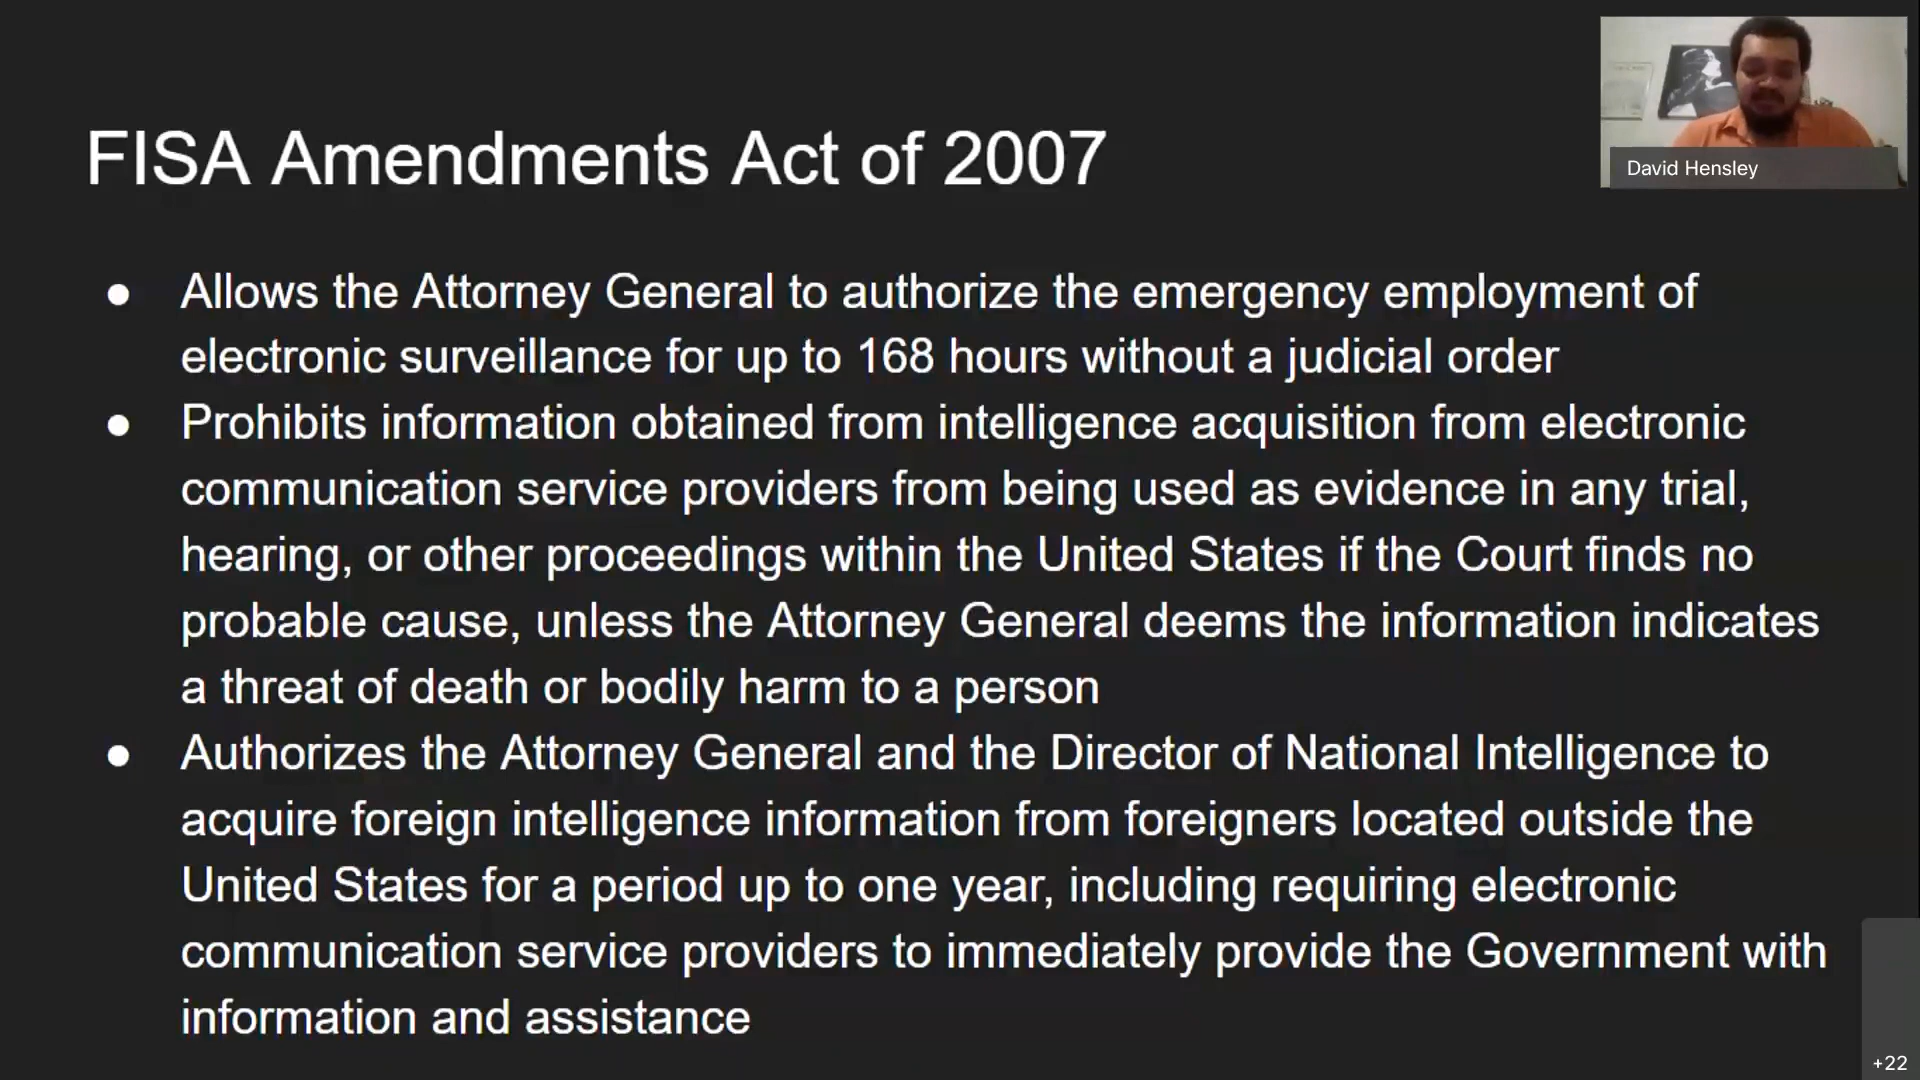 FISA Amendments Act of 2007
David Hensley
● Allows the Attorney General to authorize the emergency employment of
electronic surveillance for up to 168 hours without a judicial order
● Prohibits information obtained from intelligence acquisition from electronic
communication service providers from being used as evidence in any trial,
hearing, or other proceedings within the United States if the Court finds no
probable cause, unless the Attorney General deems the information indicates
a threat of death or bodily harm to a person
● Authorizes the Attorney General and the Director of National Intelligence to
acquire foreign intelligence information from foreigners located outside the
United States for a period up to one year, including requiring electronic
communication service providers to immediately provide the Government with
information and assistance
+22